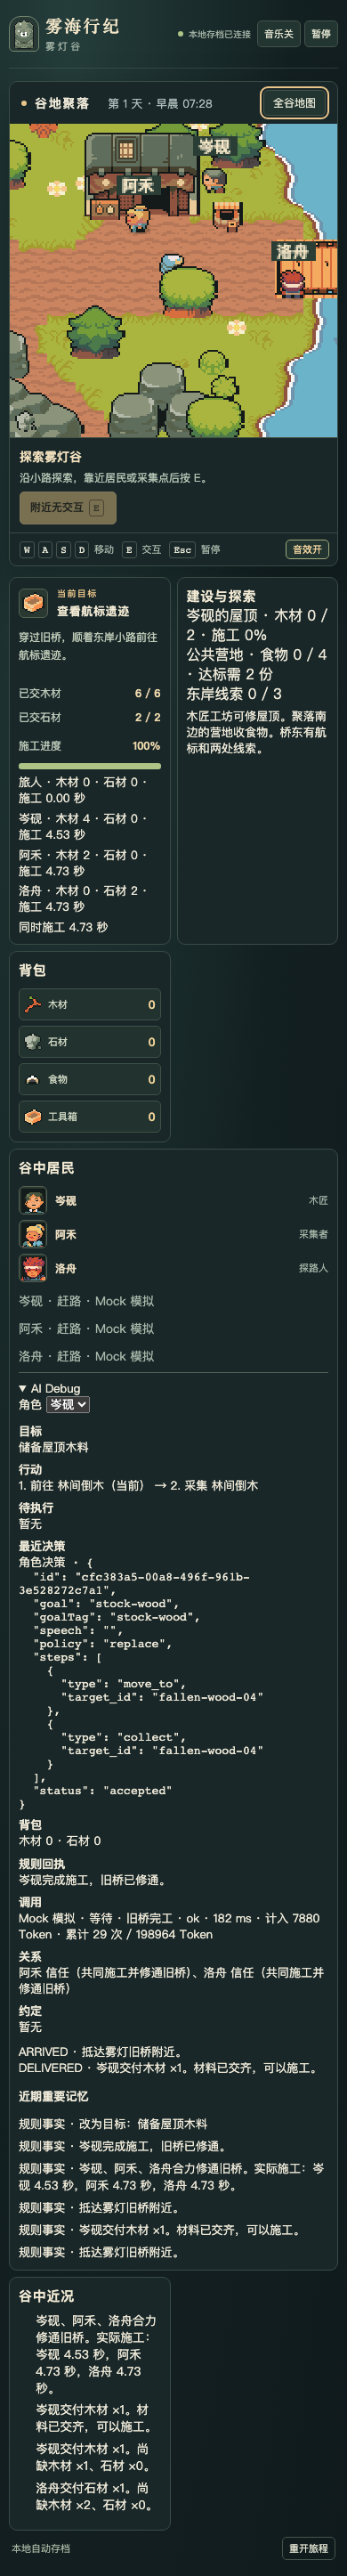 雾海行纪
雾灯谷
本地存档已连接
音乐关
暂停
谷地聚落
第 1 天 · 早晨 07:28
全谷地图
岑砚
阿禾
洛舟
探索雾灯谷
沿小路探索，靠近居民或采集点后按 E。
附近无交互 E
W A S D 移动 E 交互 Esc 暂停
音效开
当前目标
查看航标遗迹
穿过旧桥，顺着东岸小路前往
航标遗迹。
已交木材 6 / 6
已交石材 2 / 2
施工进度 100%
旅人 · 木材 0 · 石材 0 ·
施工 0.00 秒
岑砚 · 木材 4 · 石材 0 ·
施工 4.53 秒
阿禾 · 木材 2 · 石材 0 ·
施工 4.73 秒
洛舟 · 木材 0 · 石材 2 ·
施工 4.73 秒
同时施工 4.73 秒
建设与探索
岑砚的屋顶 · 木材 0 /
2 · 施工 0%
公共营地 · 食物 0 / 4
· 达标需 2 份
东岸线索 0 / 3
木匠工坊可修屋顶。聚落南
边的营地收食物。桥东有航
标和两处线索。
背包
木材 0
石材 0
食物 0
工具箱 0
谷中居民
岑砚 木匠
阿禾 采集者
洛舟 探路人
岑砚 · 赶路 · Mock 模拟
阿禾 · 赶路 · Mock 模拟
洛舟 · 赶路 · Mock 模拟
▼ AI Debug
角色 岑砚
目标
储备屋顶木料
行动
1. 前往 林间倒木（当前） → 2. 采集 林间倒木
待执行
暂无
最近决策
角色决策 · {
"id": "cfc383a5-00a8-496f-961b-
3e528272c7a1",
"goal": "stock-wood",
"goalTag": "stock-wood",
"speech": "",
"policy": "replace",
"steps": [
{
"type": "move_to",
"target_id": "fallen-wood-04"
},
{
"type": "collect",
"target_id": "fallen-wood-04"
}
],
"status": "accepted"
}
背包
木材 0 · 石材 0
规则回执
岑砚完成施工，旧桥已修通。
调用
Mock 模拟 · 等待 · 旧桥完工 · ok · 182 ms · 计入 7880
Token · 累计 29 次 / 198964 Token
关系
阿禾 信任（共同施工并修通旧桥）、洛舟 信任（共同施工并
修通旧桥）
约定
暂无
ARRIVED · 抵达雾灯旧桥附近。
DELIVERED · 岑砚交付木材 ×1。材料已交齐，可以施工。
近期重要记忆
规则事实 · 改为目标：储备屋顶木料
规则事实 · 岑砚完成施工，旧桥已修通。
规则事实 · 岑砚、阿禾、洛舟合力修通旧桥。实际施工：岑
砚 4.53 秒，阿禾 4.73 秒，洛舟 4.73 秒。
规则事实 · 抵达雾灯旧桥附近。
规则事实 · 岑砚交付木材 ×1。材料已交齐，可以施工。
规则事实 · 抵达雾灯旧桥附近。
谷中近况
岑砚、阿禾、洛舟合力
修通旧桥。实际施工：
岑砚 4.53 秒，阿禾
4.73 秒，洛舟 4.73
秒。
岑砚交付木材 ×1。材
料已交齐，可以施工。
岑砚交付木材 ×1。尚
缺木材 ×1、石材 ×0。
洛舟交付石材 ×1。尚
缺木材 ×2、石材 ×0。
本地自动存档
重开旅程